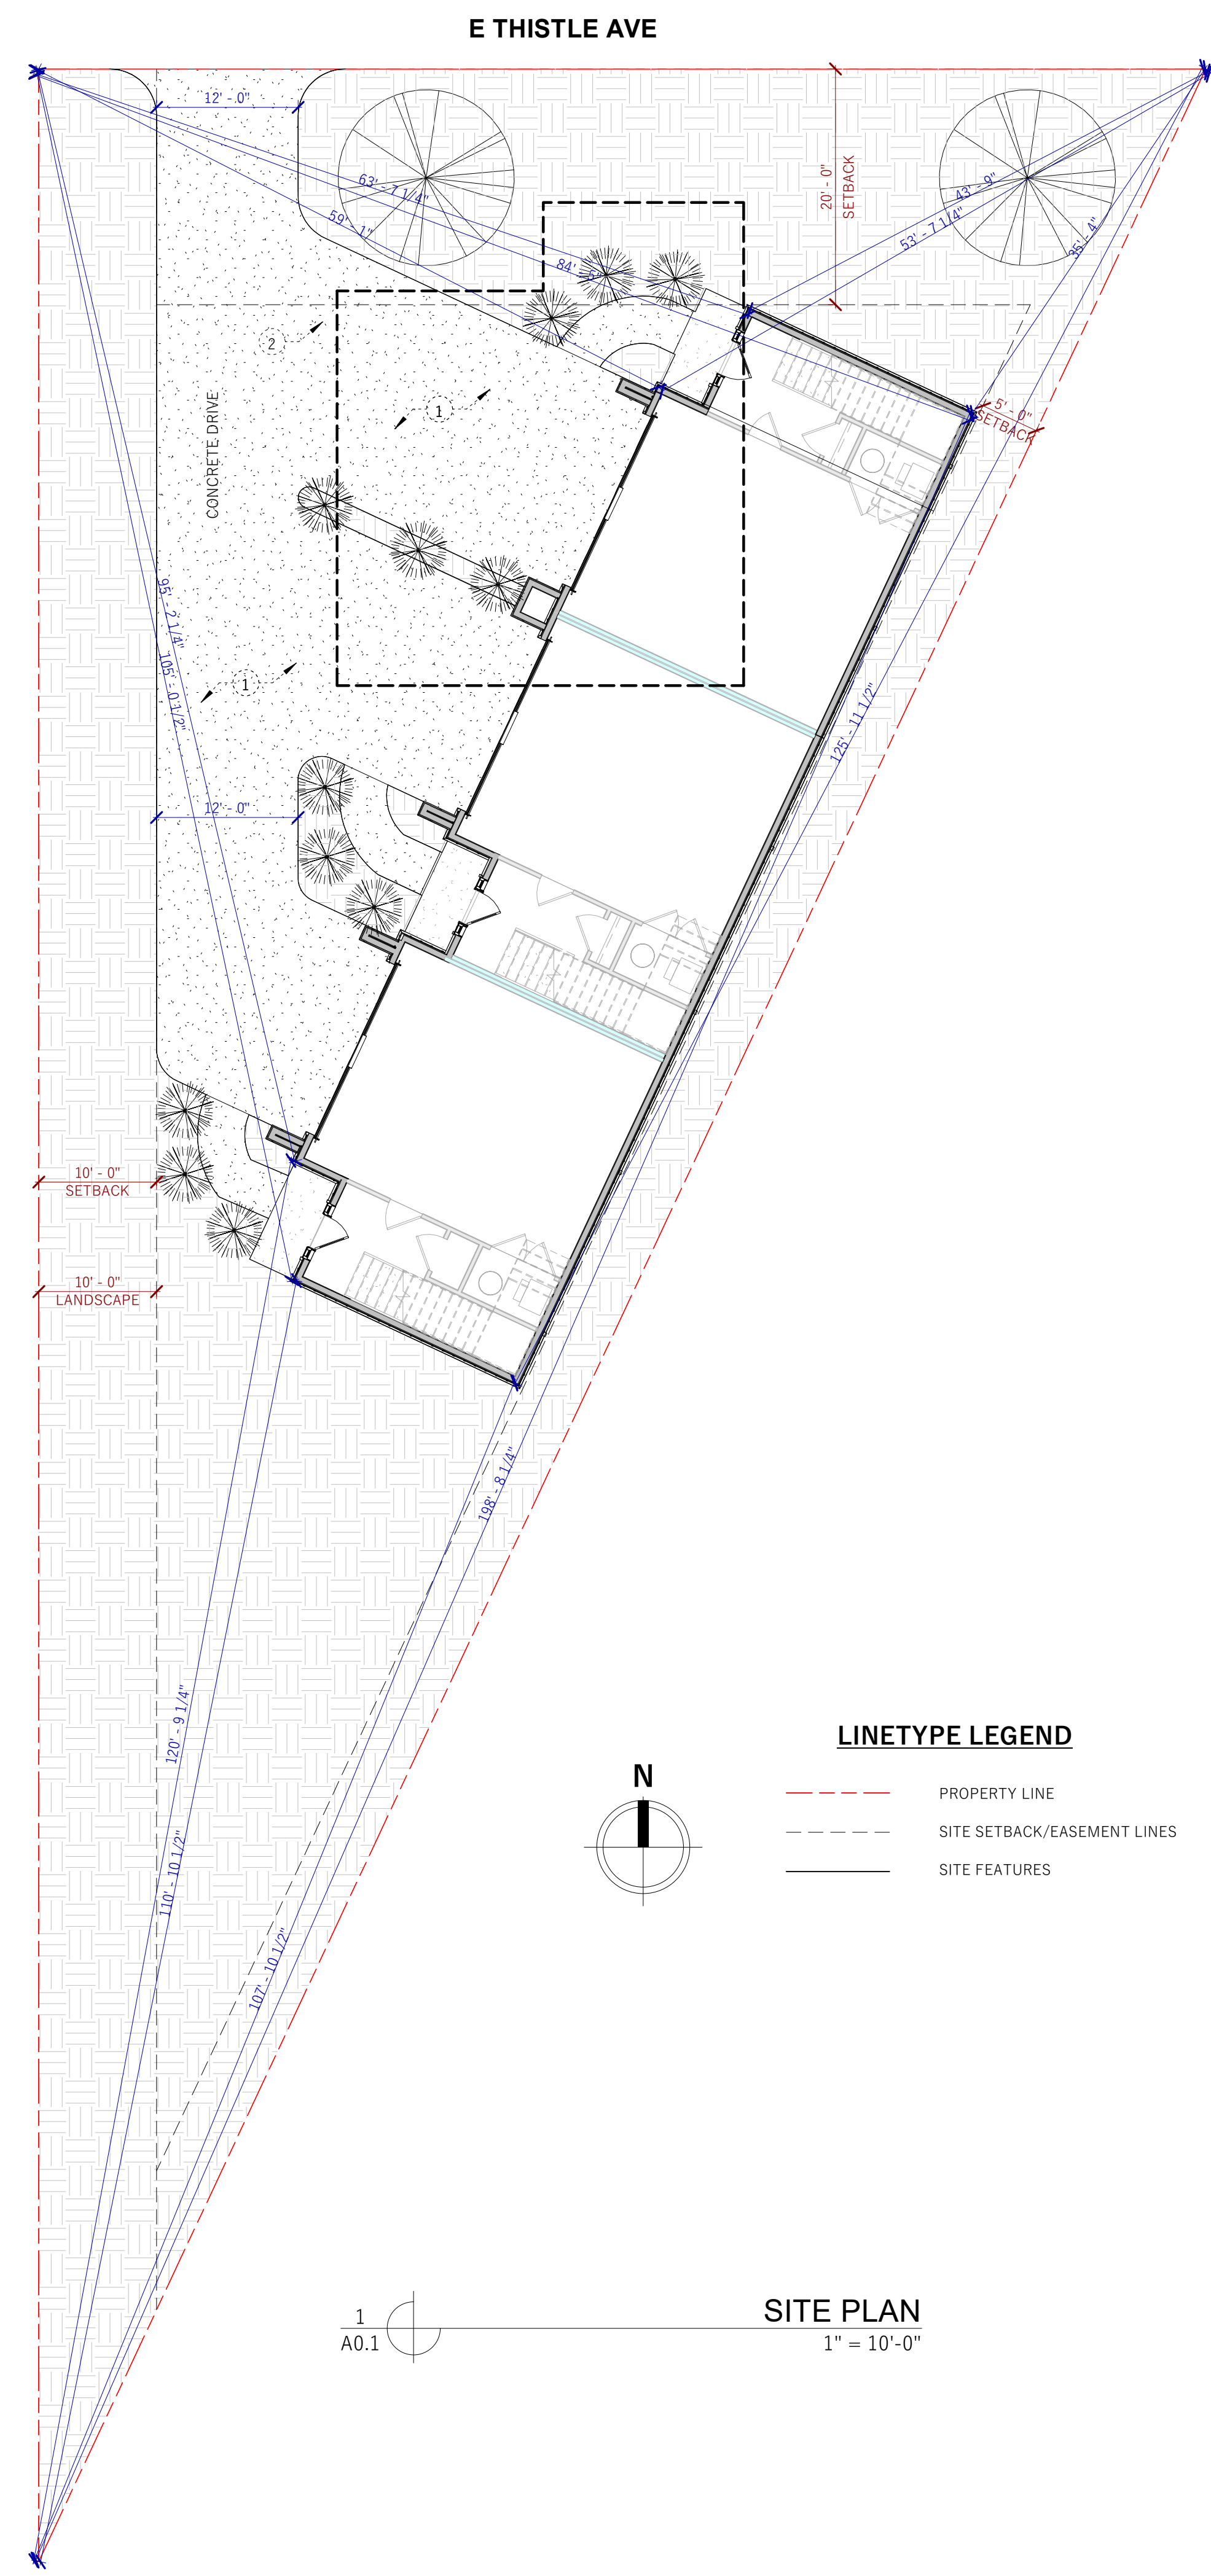 E THISTLE AVE
12' - 0"
20' - 0"
SETBACK
63' - 7 1/4"
59' - 1"
84' - 5"
43' - 9"
53' - 7 1/4"
35' - 4"
2
1
5' - 0"
SETBACK
CONCRETE DRIVE
95' - 2 1/4"
105' - 0 1/2"
1
125' - 11 1/2"
12' - 0"
10' - 0"
SETBACK
10' - 0"
LANDSCAPE
198' - 8 1/4"
120' - 9 1/4"
110' - 10 1/2"
107' - 10 1/2"
N
LINETYPE LEGEND
PROPERTY LINE
SITE SETBACK/EASEMENT LINES
SITE FEATURES
1
A0.1
SITE PLAN
1" = 10'-0"